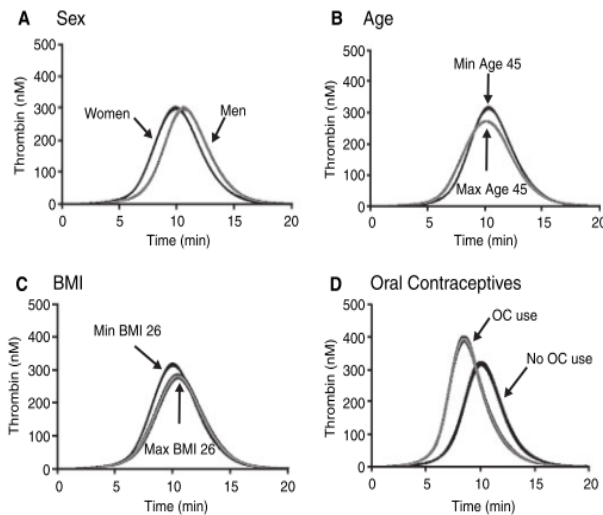 A Sex
500
400
300
200
100
0
Thrombin (nM)
Women
Men
0 5 10 15 20
Time (min)
B Age
500
400
300
200
100
0
Thrombin (nM)
Min Age 45
Max Age 45
0 5 10 15 20
Time (min)
C BMI
500
400
300
200
100
0
Thrombin (nM)
Min BMI 26
Max BMI 26
0 5 10 15 20
Time (min)
D Oral Contraceptives
500
400
300
200
100
0
Thrombin (nM)
OC use
No OC use
0 5 10 15 20
Time (min)